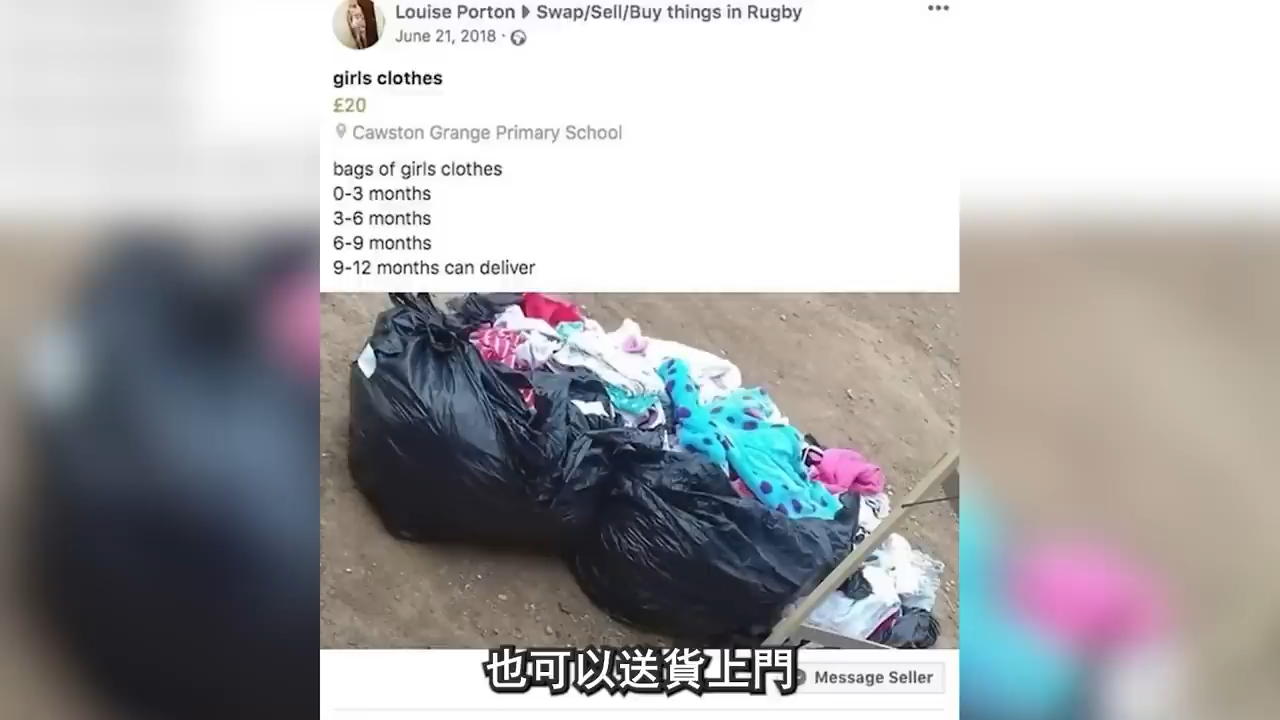 Louise Porton ▶ Swap/Sell/Buy things in Rugby
June 21, 2018 ·
girls clothes
£20
Cawston Grange Primary School
bags of girls clothes
0-3 months
3-6 months
6-9 months
9-12 months can deliver
也可以送貨上門
Message Seller